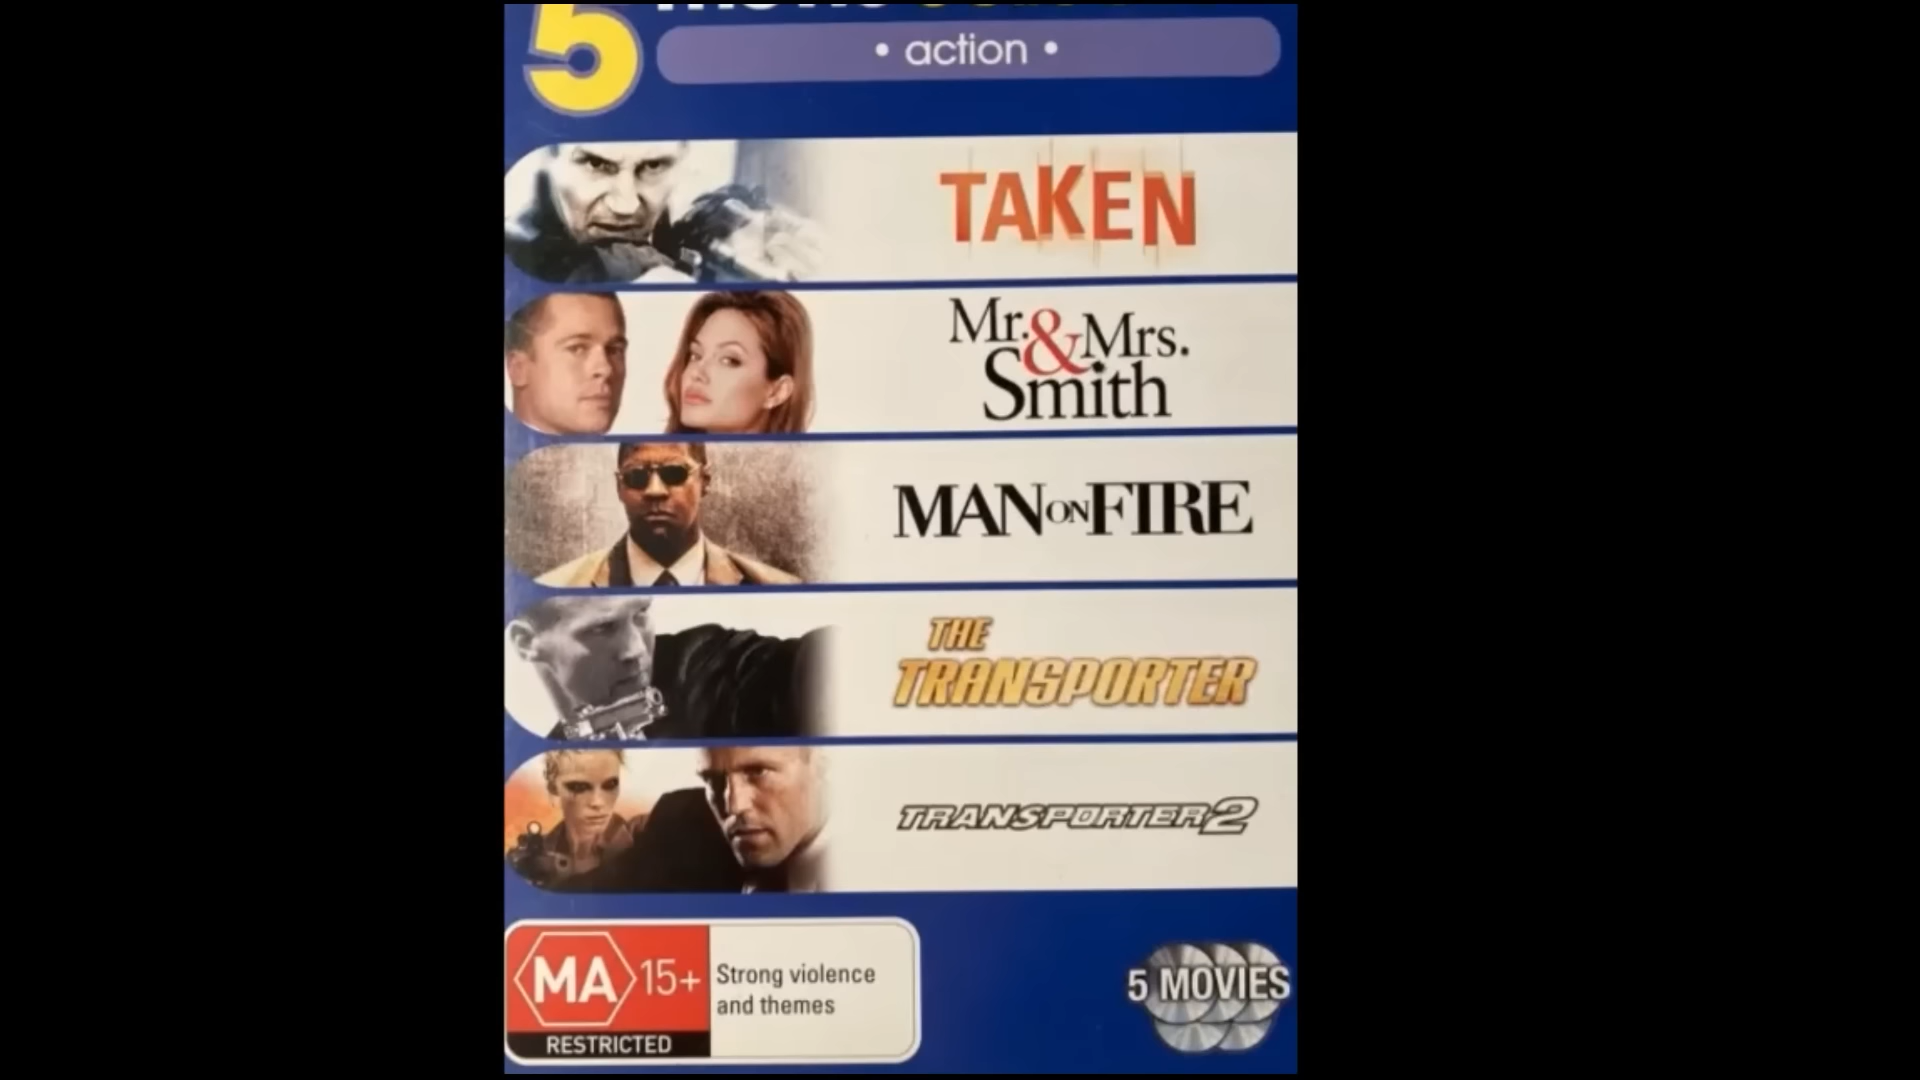 5
• action •
TAKEN
Mr. & Mrs.
Smith
MAN ON FIRE
THE
TRANSPORTER
TRANSPORTER 2
MA 15+
Strong violence
and themes
RESTRICTED
5 MOVIES